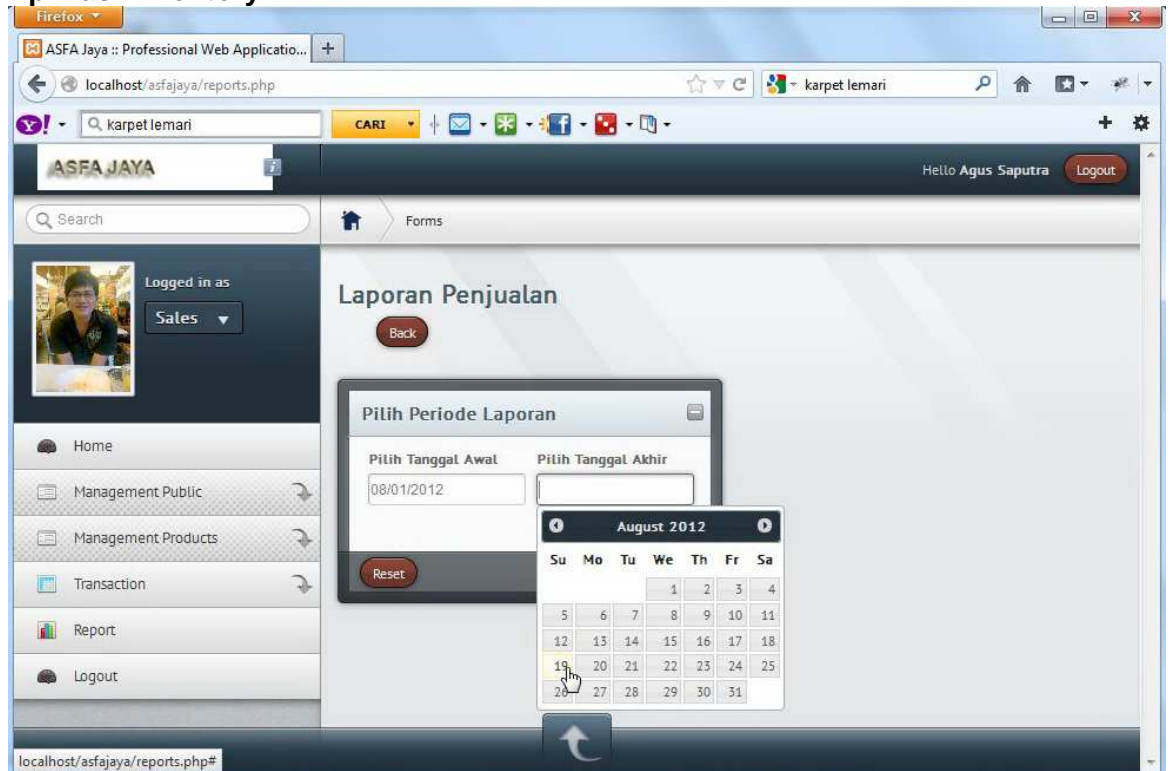 Firefox
ASFA Jaya :: Professional Web Applicatio...
localhost/asfajaya/reports.php
karpet lemari
karpet lemari
CARI
ASFA JAYA
Hello Agus Saputra
Logout
Search
Forms
Logged in as
Sales
Laporan Penjualan
Back
Pilih Periode Laporan
Pilih Tanggal Awal
Pilih Tanggal Akhir
08/01/2012
Reset
August 2012
Su Mo Tu We Th Fr Sa
1 2 3 4
5 6 7 8 9 10 11
12 13 14 15 16 17 18
19 20 21 22 23 24 25
26 27 28 29 30 31
Home
Management Public
Management Products
Transaction
Report
Logout
localhost/asfajaya/reports.php#